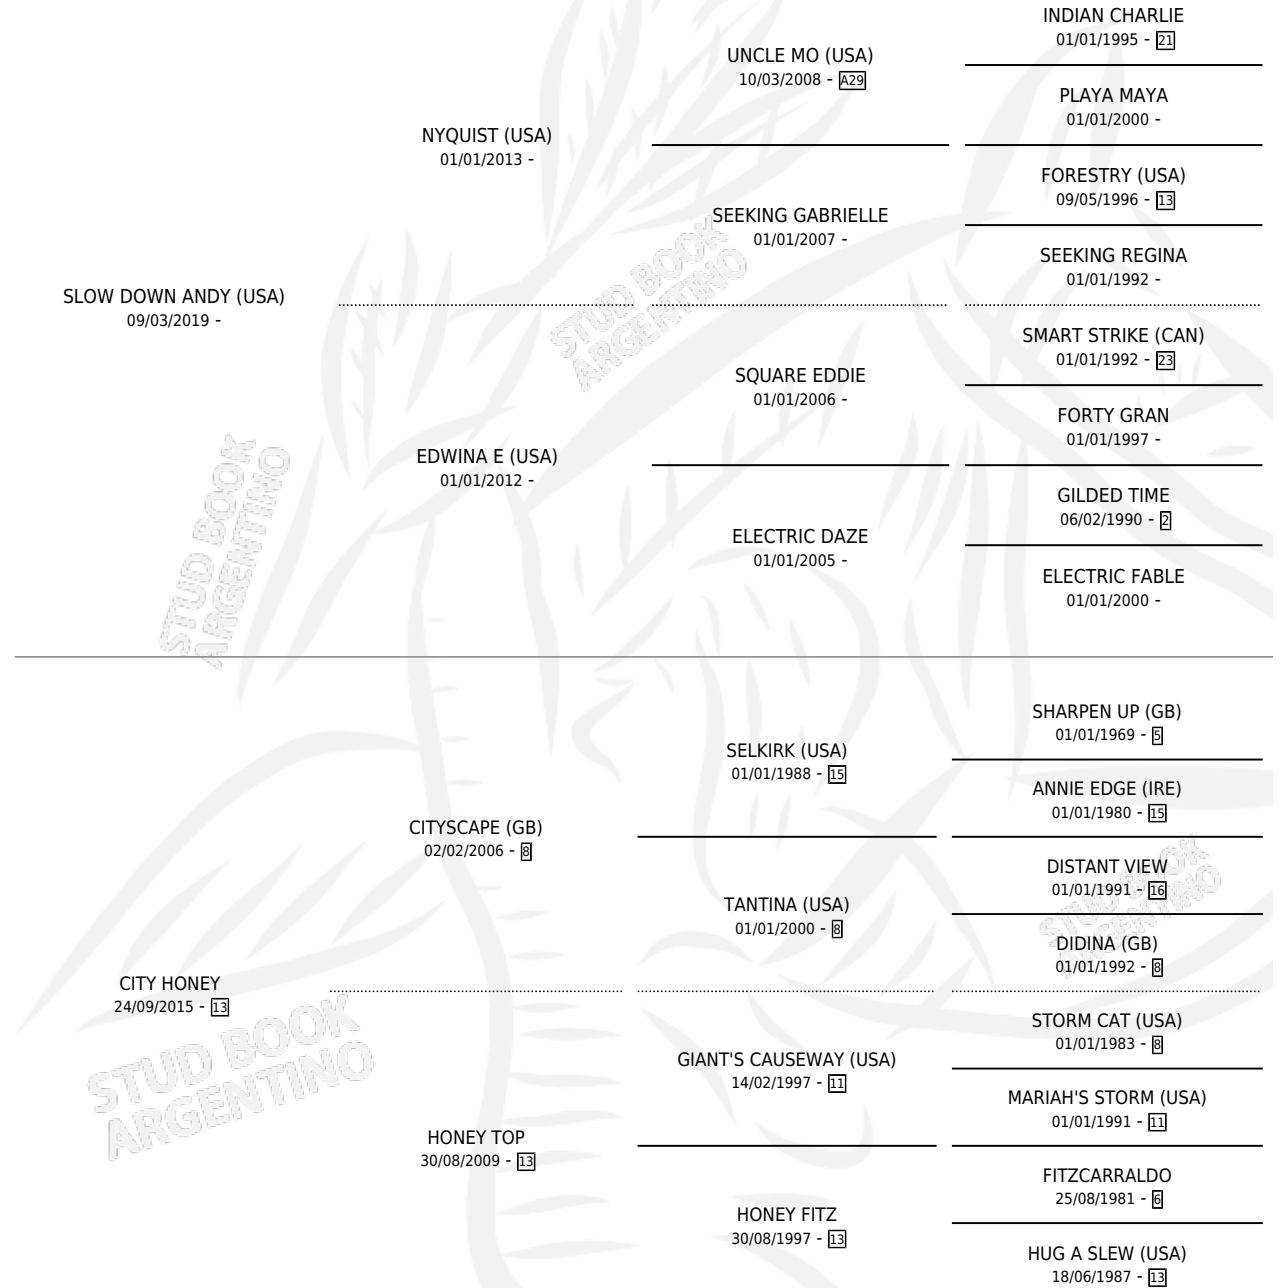 INDIAN CHARLIE
01/01/1995 - 21
UNCLE MO (USA)
10/03/2008 - A29
PLAYA MAYA
01/01/2000 -
NYQUIST (USA)
01/01/2013 -
FORESTRY (USA)
09/05/1996 - 13
SEEKING GABRIELLE
01/01/2007 -
SEEKING REGINA
01/01/1992 -
SLOW DOWN ANDY (USA)
09/03/2019 -
STUD BOOK
ARGENTINO
SMART STRIKE (CAN)
01/01/1992 - 23
SQUARE EDDIE
01/01/2006 -
FORTY GRAN
01/01/1997 -
EDWINA E (USA)
01/01/2012 -
GILDED TIME
06/02/1990 - 2
ELECTRIC DAZE
01/01/2005 -
ELECTRIC FABLE
01/01/2000 -
STUD BOOK
ARGENTINO
SHARPEN UP (GB)
01/01/1969 - 5
SELKIRK (USA)
01/01/1988 - 15
ANNIE EDGE (IRE)
01/01/1980 - 15
CITYSCAPE (GB)
02/02/2006 - 8
DISTANT VIEW
01/01/1991 - 16
TANTINA (USA)
01/01/2000 - 8
STUD BOOK
ARGENTINO
DIDINA (GB)
01/01/1992 - 8
CITY HONEY
24/09/2015 - 13
STORM CAT (USA)
01/01/1983 - 8
GIANT'S CAUSEWAY (USA)
14/02/1997 - 11
STUD BOOK
ARGENTINO
MARIAH'S STORM (USA)
01/01/1991 - 11
HONEY TOP
30/08/2009 - 13
FITZCARRALDO
25/08/1981 - 6
HONEY FITZ
30/08/1997 - 13
HUG A SLEW (USA)
18/06/1987 - 13